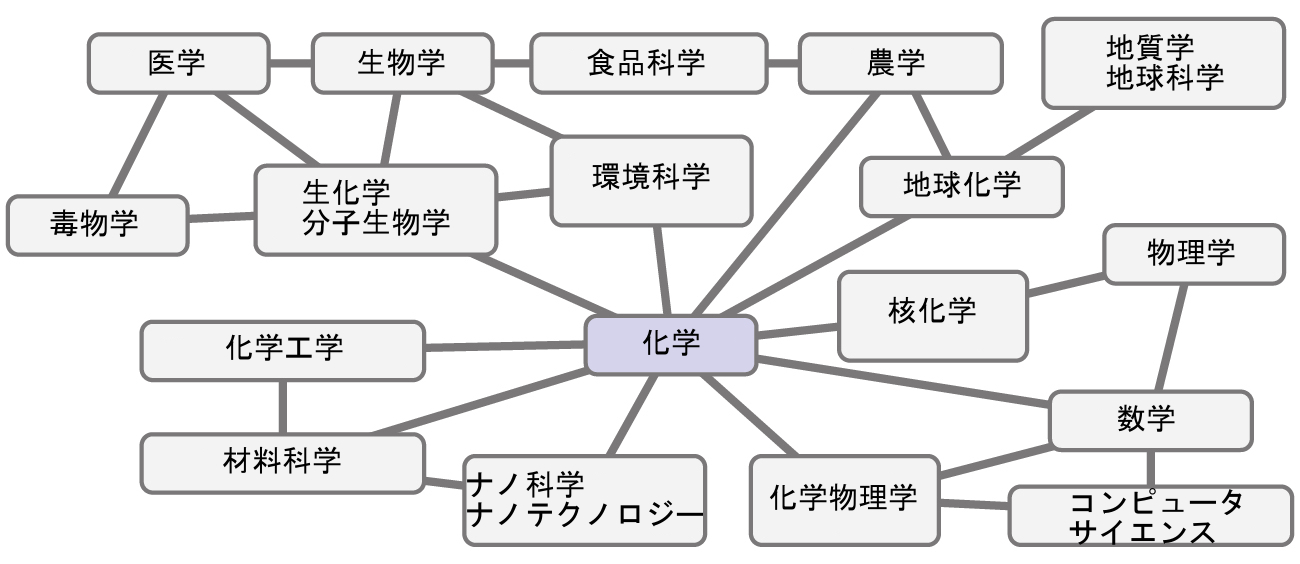 医学
生物学
食品科学
農学
地質学
地球科学
毒物学
生化学
分子生物学
環境科学
地球化学
物理学
核化学
化学
化学工学
数学
材料科学
ナノ科学
ナノテクノロジー
化学物理学
コンピュータ
サイエンス